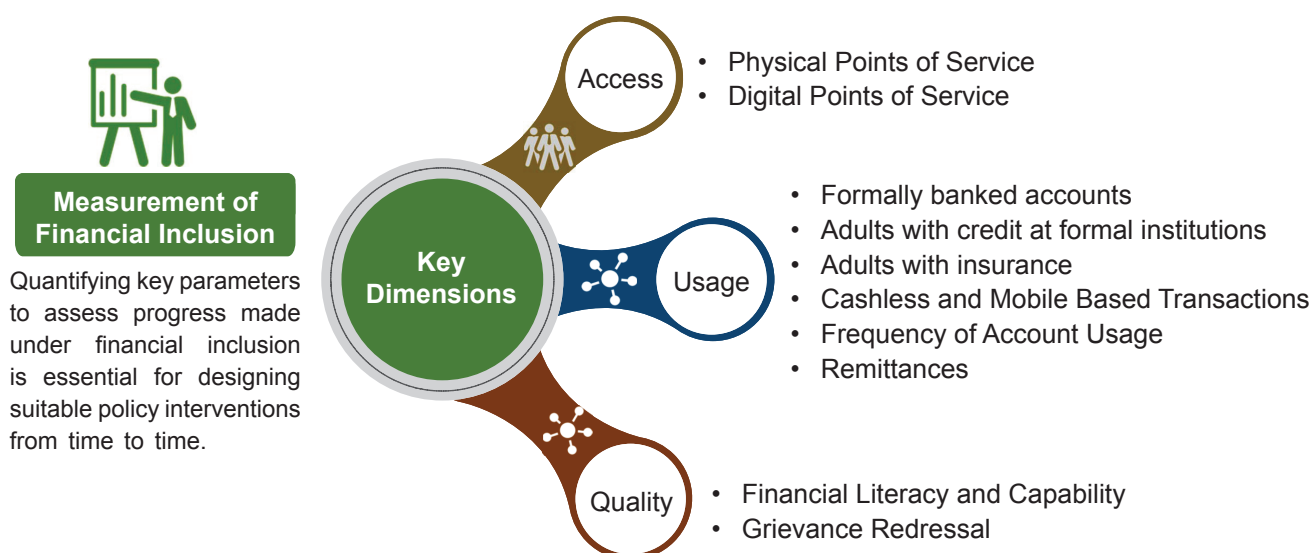 Measurement of
Financial Inclusion
Quantifying key parameters
to assess progress made
under financial inclusion
is essential for designing
suitable policy interventions
from time to time.
Key
Dimensions
Access
• Physical Points of Service
• Digital Points of Service
Usage
• Formally banked accounts
• Adults with credit at formal institutions
• Adults with insurance
• Cashless and Mobile Based Transactions
• Frequency of Account Usage
• Remittances
Quality
• Financial Literacy and Capability
• Grievance Redressal